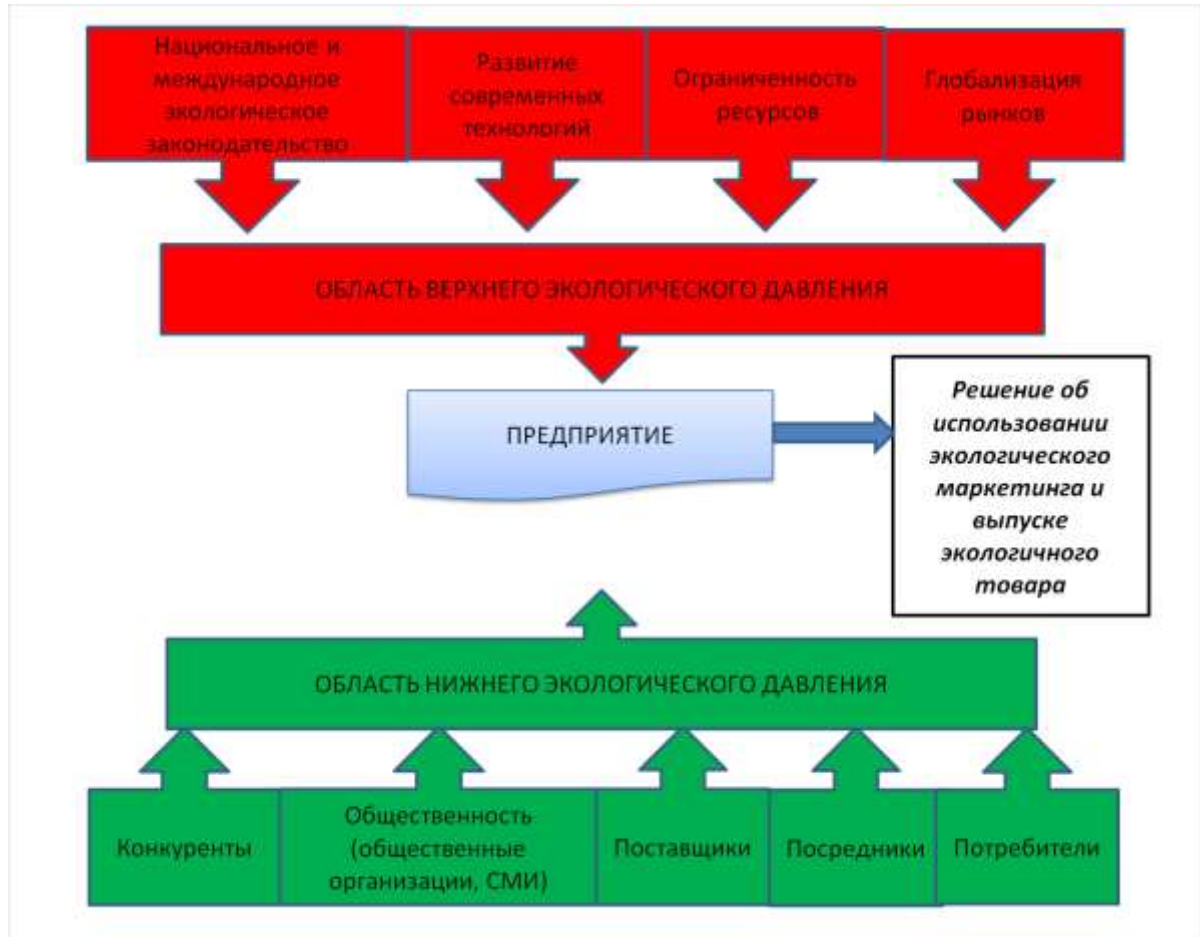 Национальное и
международное
экологическое
законодательство
Развитие
современных
технологий
Ограниченность
ресурсов
Глобализация
рынков
ОБЛАСТЬ ВЕРХНЕГО ЭКОЛОГИЧЕСКОГО ДАВЛЕНИЯ
ПРЕДПРИЯТИЕ
Решение об
использовании
экологического
маркетинга и
выпуске
экологичного
товара
ОБЛАСТЬ НИЖНЕГО ЭКОЛОГИЧЕСКОГО ДАВЛЕНИЯ
Конкуренты
Общественность
(общественные
организации, СМИ)
Поставщики
Посредники
Потребители